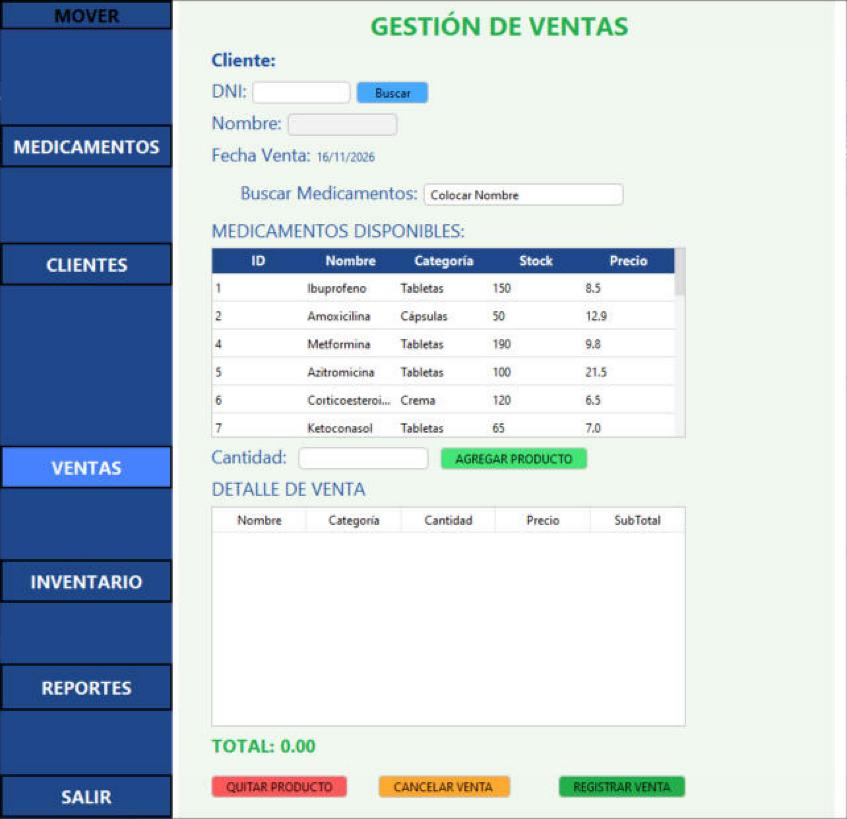 MOVER
MEDICAMENTOS
CLIENTES
VENTAS
INVENTARIO
REPORTES
SALIR
GESTIÓN DE VENTAS
Cliente:
DNI: Buscar
Nombre:
Fecha Venta: 16/11/2026
Buscar Medicamentos: Colocar Nombre
MEDICAMENTOS DISPONIBLES:
ID Nombre Categoría Stock Precio
1 Ibuprofeno Tabletas 150 8.5
2 Amoxicilina Cápsulas 50 12.9
4 Metformina Tabletas 190 9.8
5 Azitromicina Tabletas 100 21.5
6 Corticoesteroi... Crema 120 6.5
7 Ketoconasol Tabletas 65 7.0
Cantidad: AGREGAR PRODUCTO
DETALLE DE VENTA
Nombre Categoría Cantidad Precio SubTotal
TOTAL: 0.00
QUITAR PRODUCTO CANCELAR VENTA REGISTRAR VENTA